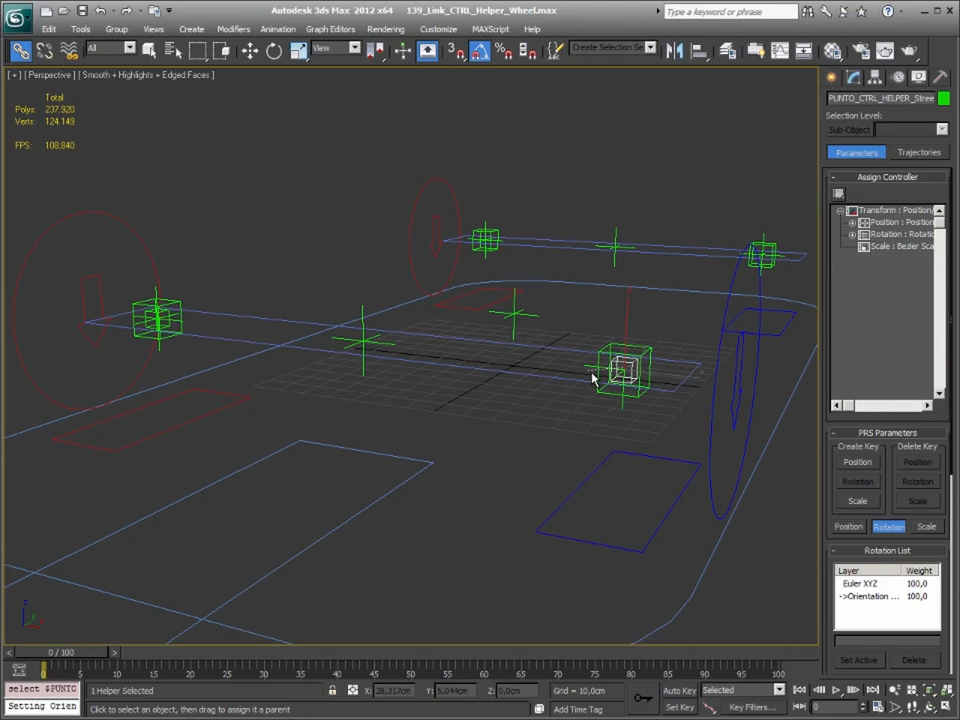 Autodesk 3ds Max 2012 x64    139_Link_CTRL_Helper_Wheel.max
Type a keyword or phrase
Edit Tools Group Views Create Modifiers Animation Graph Editors Rendering Customize MAXScript Help
All View Create Selection Se
[ + ] [ Perspective ] [ Smooth + Highlights + Edged Faces ]
Total
Polys: 237.920
Verts: 124.149
FPS: 108,840
PUNTO_CTRL_HELPER_Stree
Selection Level:
Sub-Object
Parameters Trajectories
- Assign Controller
Transform : Position/
Position : Position
Rotation : Rotatio
Scale : Bezier Sca
- PRS Parameters
Create Key Delete Key
Position Position
Rotation Rotation
Scale Scale
Position Rotation Scale
- Rotation List
Layer Weight
Euler XYZ 100,0
->Orientation ... 100,0
Set Active Delete
z
< 0 / 100 >
0 5 10 15 20 25 30 35 40 45 50 55 60 65 70 75 80 85 90 95 100
select $PUNTC 1 Helper Selected X: 28,317cm Y: 5,044cm Z: 0,0cm Grid = 10,0cm Auto Key Selected
Setting Orien Click to select an object, then drag to assign it a parent Add Time Tag Set Key Key Filters... 0